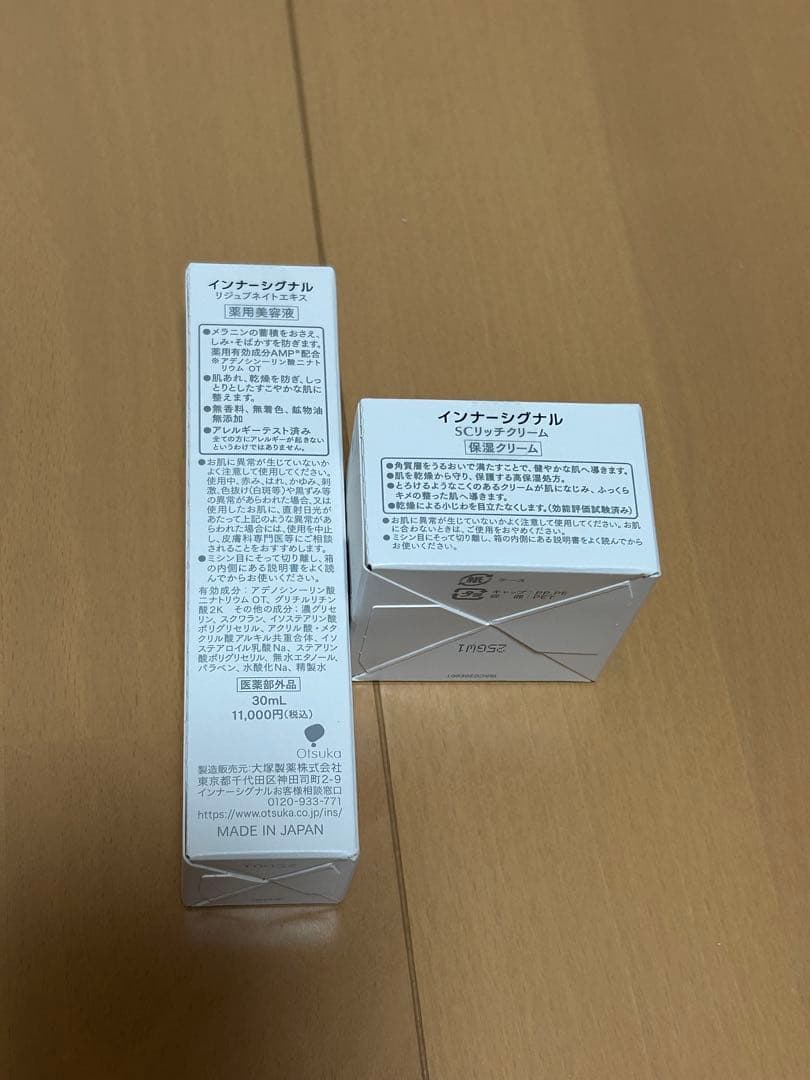 インナーシグナル
リジュブネイトエキス
薬用美容液
●メラニンの蓄積をおさえ、
しみ・そばかすを防ぎます。
薬用有効成分AMP※配合
※アデノシン一リン酸二ナト
リウム OT
●肌あれ、乾燥を防ぎ、しっ
とりとしたすこやかな肌に
整えます。
●無香料、無着色、鉱物油
無添加
●アレルギーテスト済み
全ての方にアレルギーが起きない
というわけではありません。
●お肌に異常が生じていないか
よく注意して使用してください。
使用中、赤み、はれ、かゆみ、刺
激、色抜け(白斑等)や黒ずみ等
の異常があらわれた場合、又は
使用したお肌に、直射日光が
あたって上記のような異常があ
らわれた場合には、使用を中止
し、皮膚科専門医等にご相談
されることをおすすめします。
●ミシン目にそって切り離し、箱
の内側にある説明書をよく読
んでからお使いください。
有効成分：アデノシン一リン酸
二ナトリウム OT、グリチルリチン
酸2K その他の成分：濃グリセ
リン、スクワラン、イソステアリン酸
ポリグリセリル、アクリル酸・メタ
クリル酸アルキル共重合体、イソ
ステアロイル乳酸Na、ステアリン
酸ポリグリセリル、無水エタノール、
パラベン、水酸化Na、精製水
医薬部外品
30mL
11,000円(税込)
Otsuka
製造販売元：大塚製薬株式会社
東京都千代田区神田司町2-9
インナーシグナルお客様相談窓口
0120-933-771
https://www.otsuka.co.jp/ins/
MADE IN JAPAN
インナーシグナル
SCリッチクリーム
保湿クリーム
●角質層をうるおいで満たすことで、健やかな肌へ導きます。
●肌を乾燥から守り、保護する高保湿処方。
●とろけるようなこくのあるクリームが肌になじみ、ふっくら
キメの整った肌へ導きます。
●乾燥による小じわを目立たなくします。(効能評価試験済み)
●お肌に異常が生じていないかよく注意して使用してください。お肌
に合わないときは、ご使用をおやめください。
●ミシン目にそって切り離し、箱の内側にある説明書をよく読んでから
お使いください。
紙 ケース
プラ キャップ：PP,PE
容器：PET
25GW1